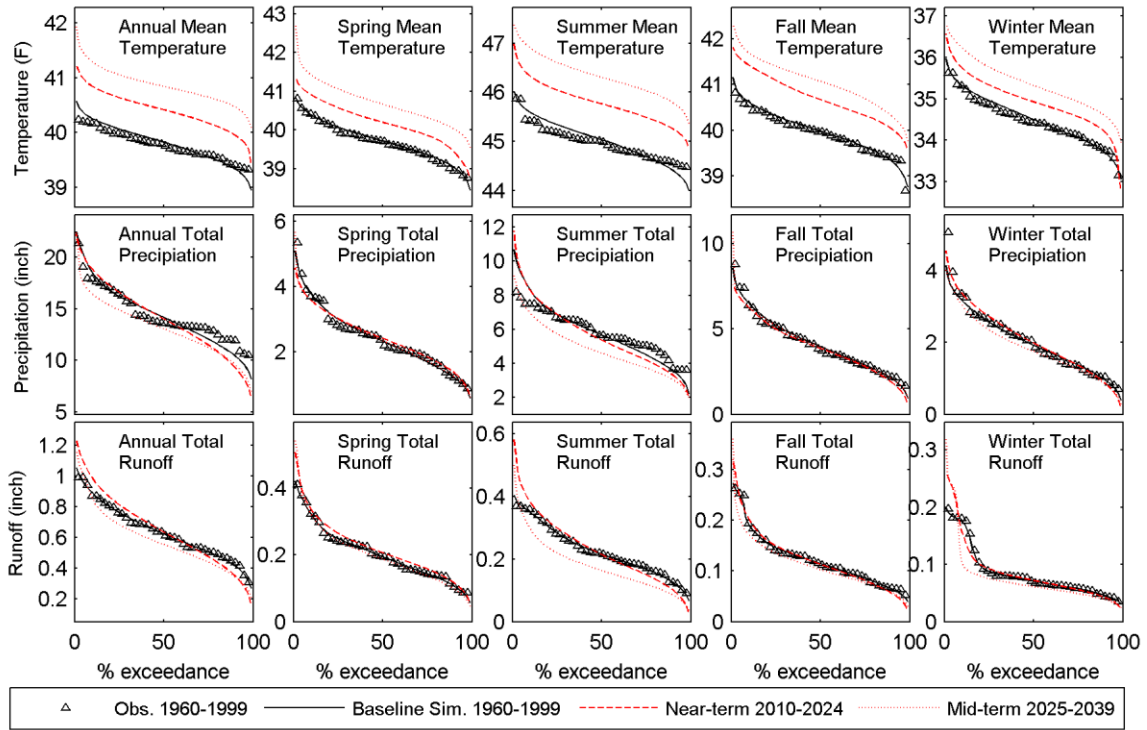 Temperature (F)
42
41
40
39
Annual Mean
Temperature
43
42
41
40
39
Spring Mean
Temperature
47
46
45
44
Summer Mean
Temperature
42
41
40
39
38
Fall Mean
Temperature
37
36
35
34
33
Winter Mean
Temperature
Precipitation (inch)
20
15
10
5
Annual Total
Precipiation
6
4
2
Spring Total
Precipiation
12
10
8
6
4
2
Summer Total
Precipiation
10
5
0
Fall Total
Precipiation
4
2
0
Winter Total
Precipiation
Runoff (inch)
1.2
1
0.8
0.6
0.4
0.2
Annual Total
Runoff
0 50 100
% exceedance
0.4
0.2
0
Spring Total
Runoff
0 50 100
% exceedance
0.6
0.4
0.2
0
Summer Total
Runoff
0 50 100
% exceedance
0.3
0.2
0.1
0
Fall Total
Runoff
0 50 100
% exceedance
0.3
0.2
0.1
0
Winter Total
Runoff
0 50 100
% exceedance
Obs. 1960-1999 Baseline Sim. 1960-1999 Near-term 2010-2024 Mid-term 2025-2039